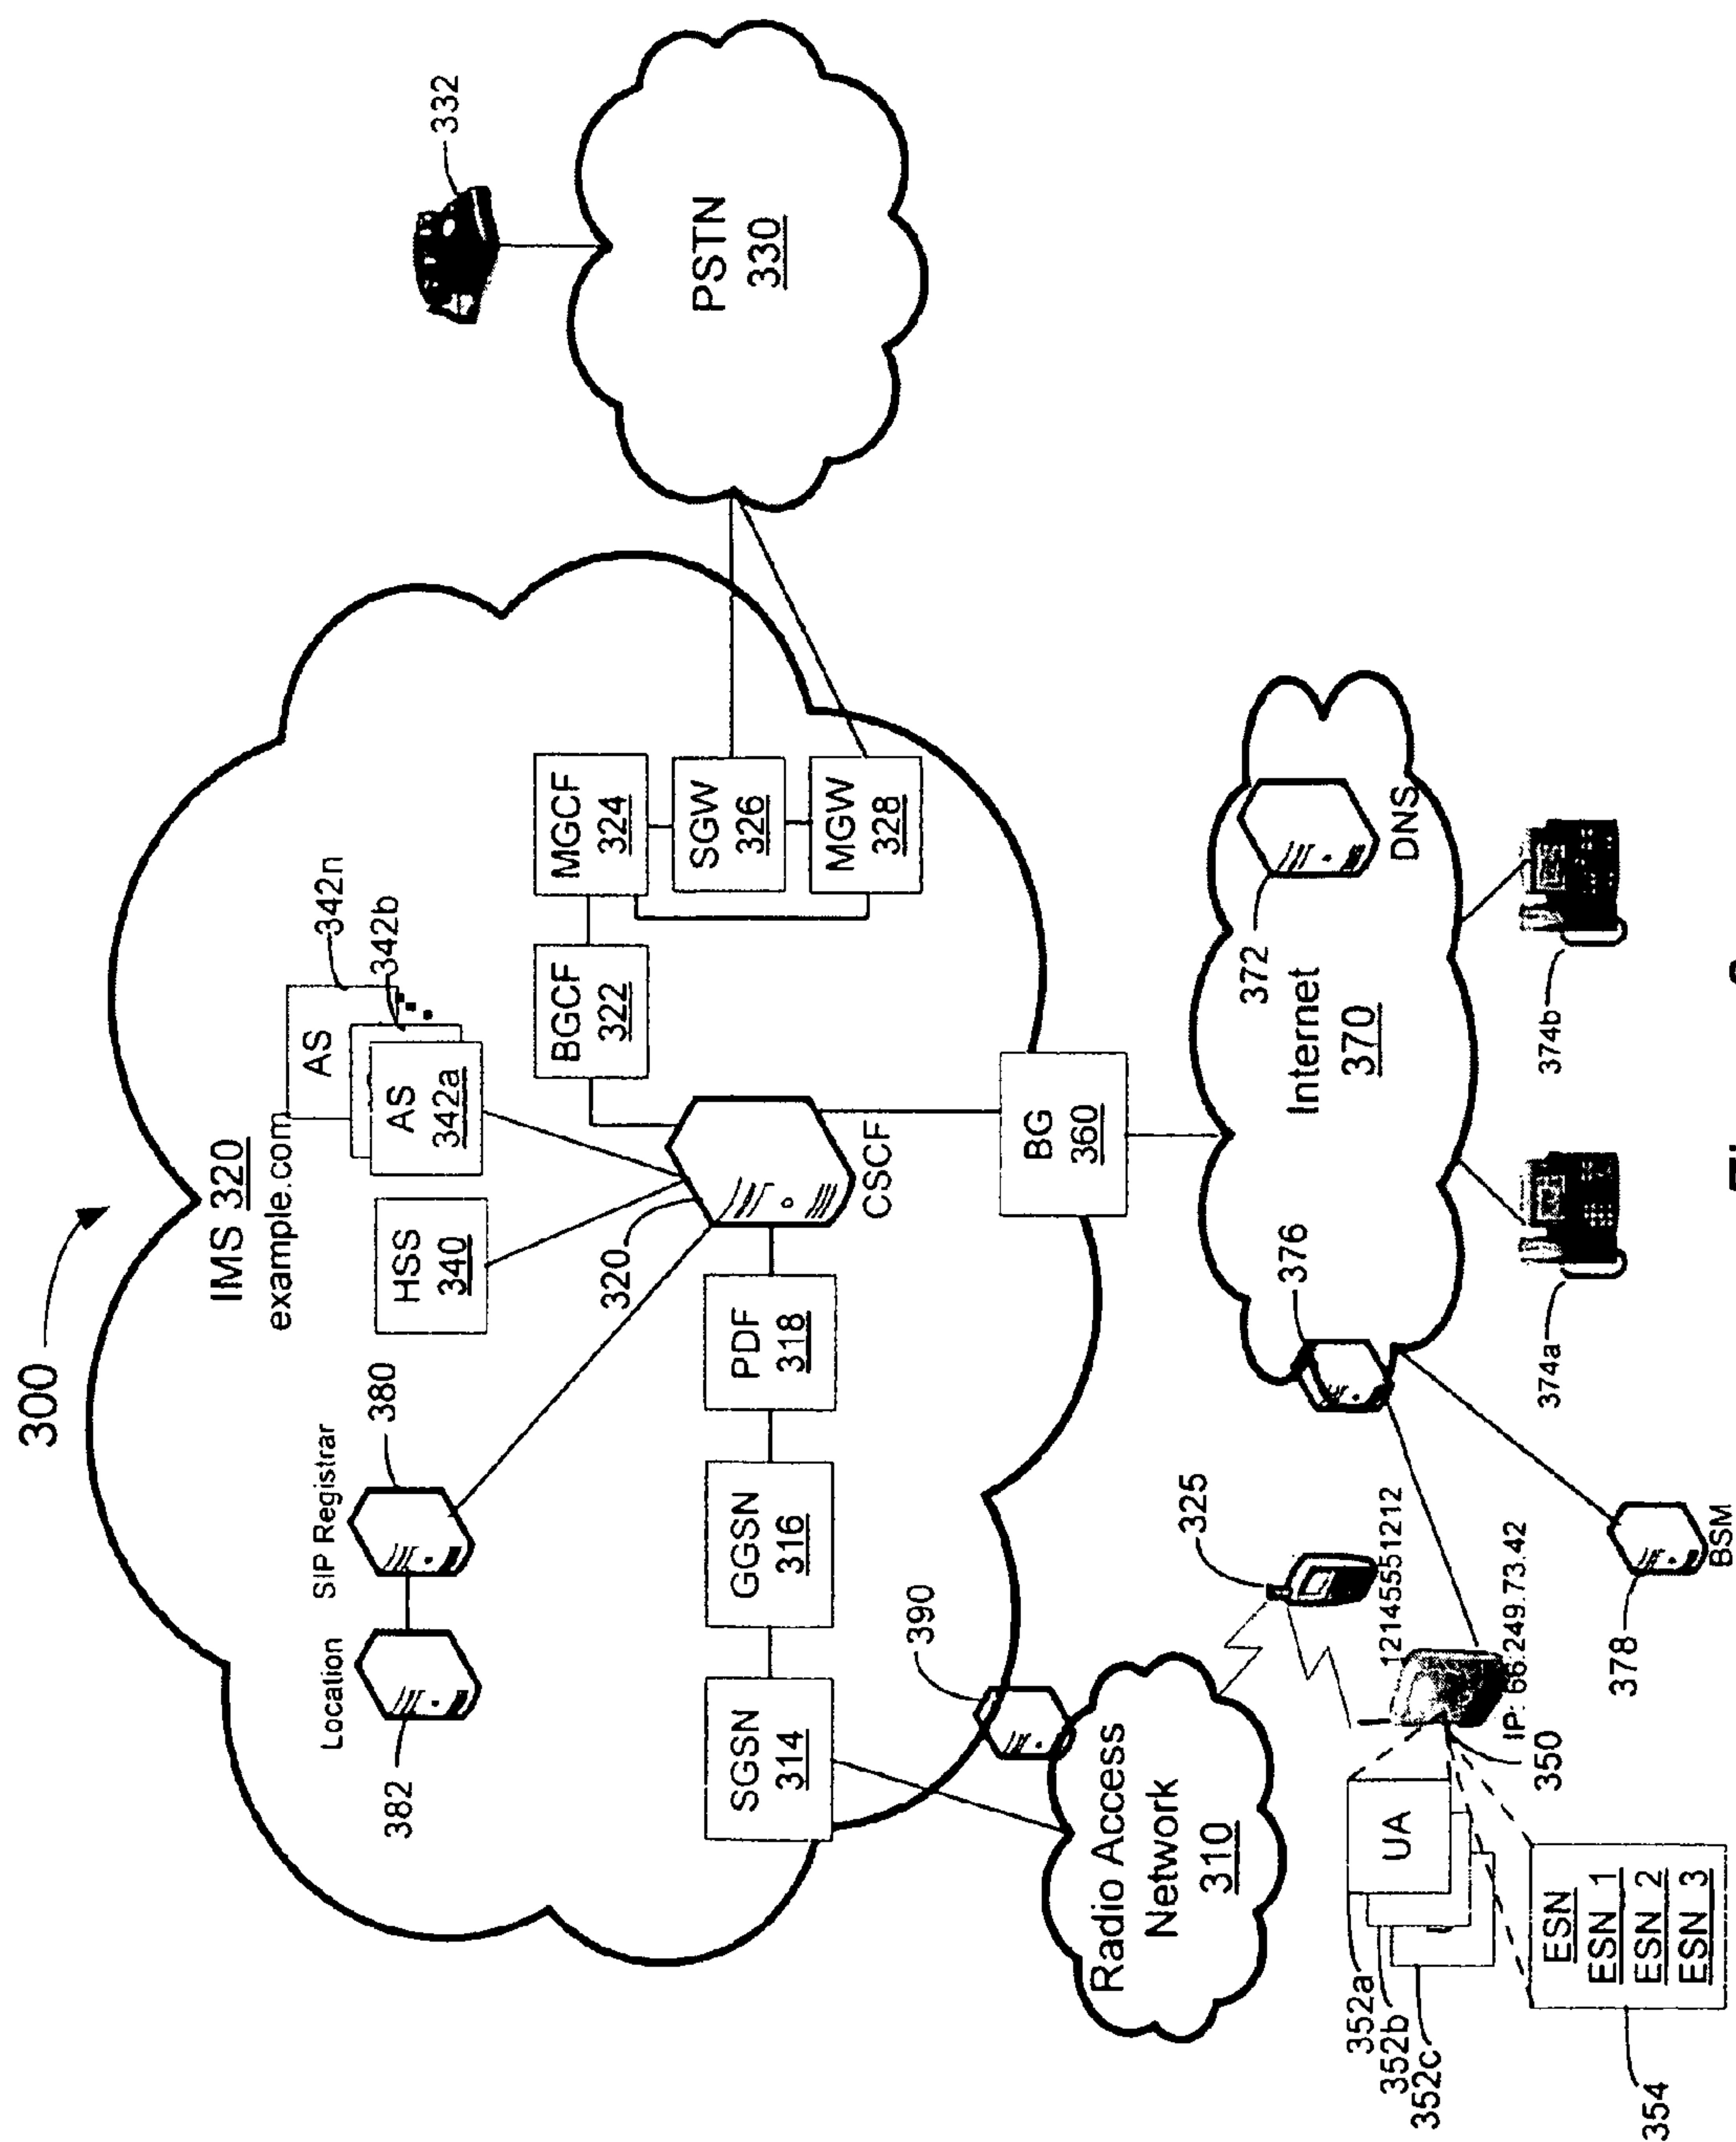 300
IMS 320
example.com
Location
382
SIP Registrar
380
HSS
340
AS
342n
342b
AS
342a
332
PSTN
330
SGSN
314
GGSN
316
PDF
318
320
CSCF
BGCF
322
MGCF
324
SGW
326
MGW
328
390
BG
360
Radio Access
Network
310
325
12145551212
IP: 66.249.73.42
350
UA
352a
352b
352c
ESN
ESN 1
ESN 2
ESN 3
354
376
Internet
370
372
DNS
378
BSM
374a
374b